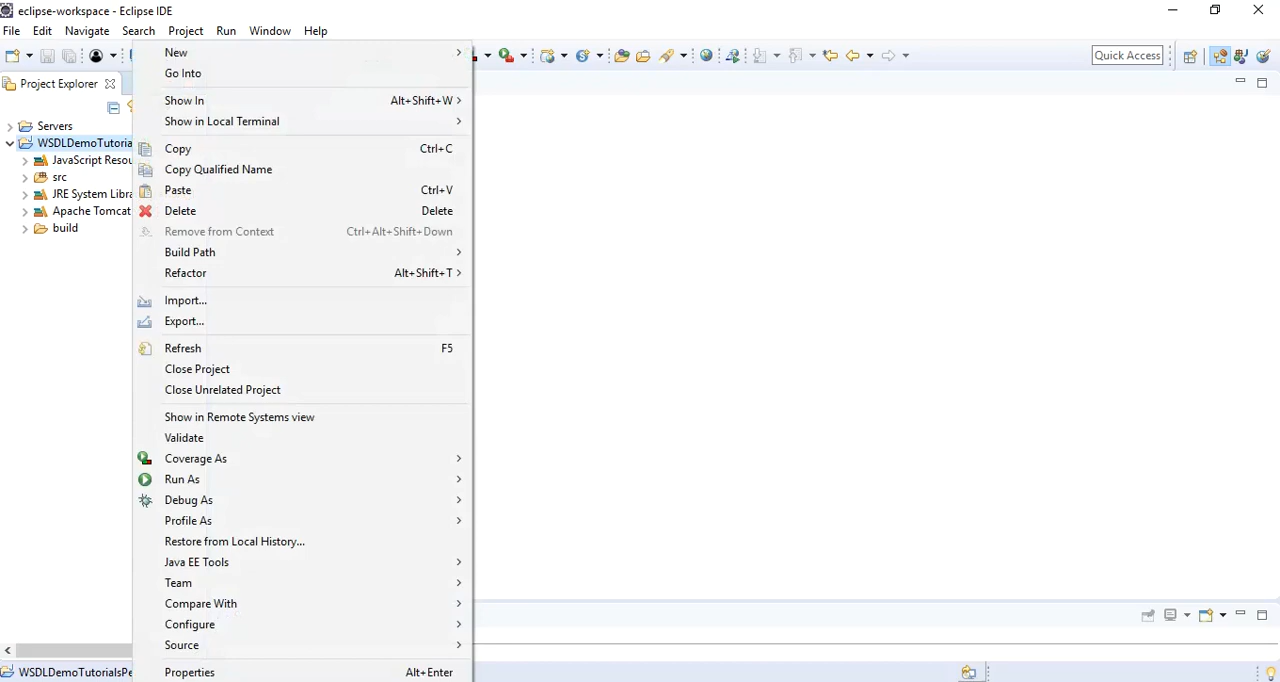 eclipse-workspace - Eclipse IDE
File Edit Navigate Search Project Run Window Help
Quick Access
Project Explorer
Servers
WSDLDemoTutoria
JavaScript Resou
src
JRE System Libra
Apache Tomcat
build
New
Go Into
Show In Alt+Shift+W
Show in Local Terminal
Copy Ctrl+C
Copy Qualified Name
Paste Ctrl+V
Delete Delete
Remove from Context Ctrl+Alt+Shift+Down
Build Path
Refactor Alt+Shift+T
Import...
Export...
Refresh F5
Close Project
Close Unrelated Project
Show in Remote Systems view
Validate
Coverage As
Run As
Debug As
Profile As
Restore from Local History...
Java EE Tools
Team
Compare With
Configure
Source
Properties Alt+Enter
WSDLDemoTutorialsPe